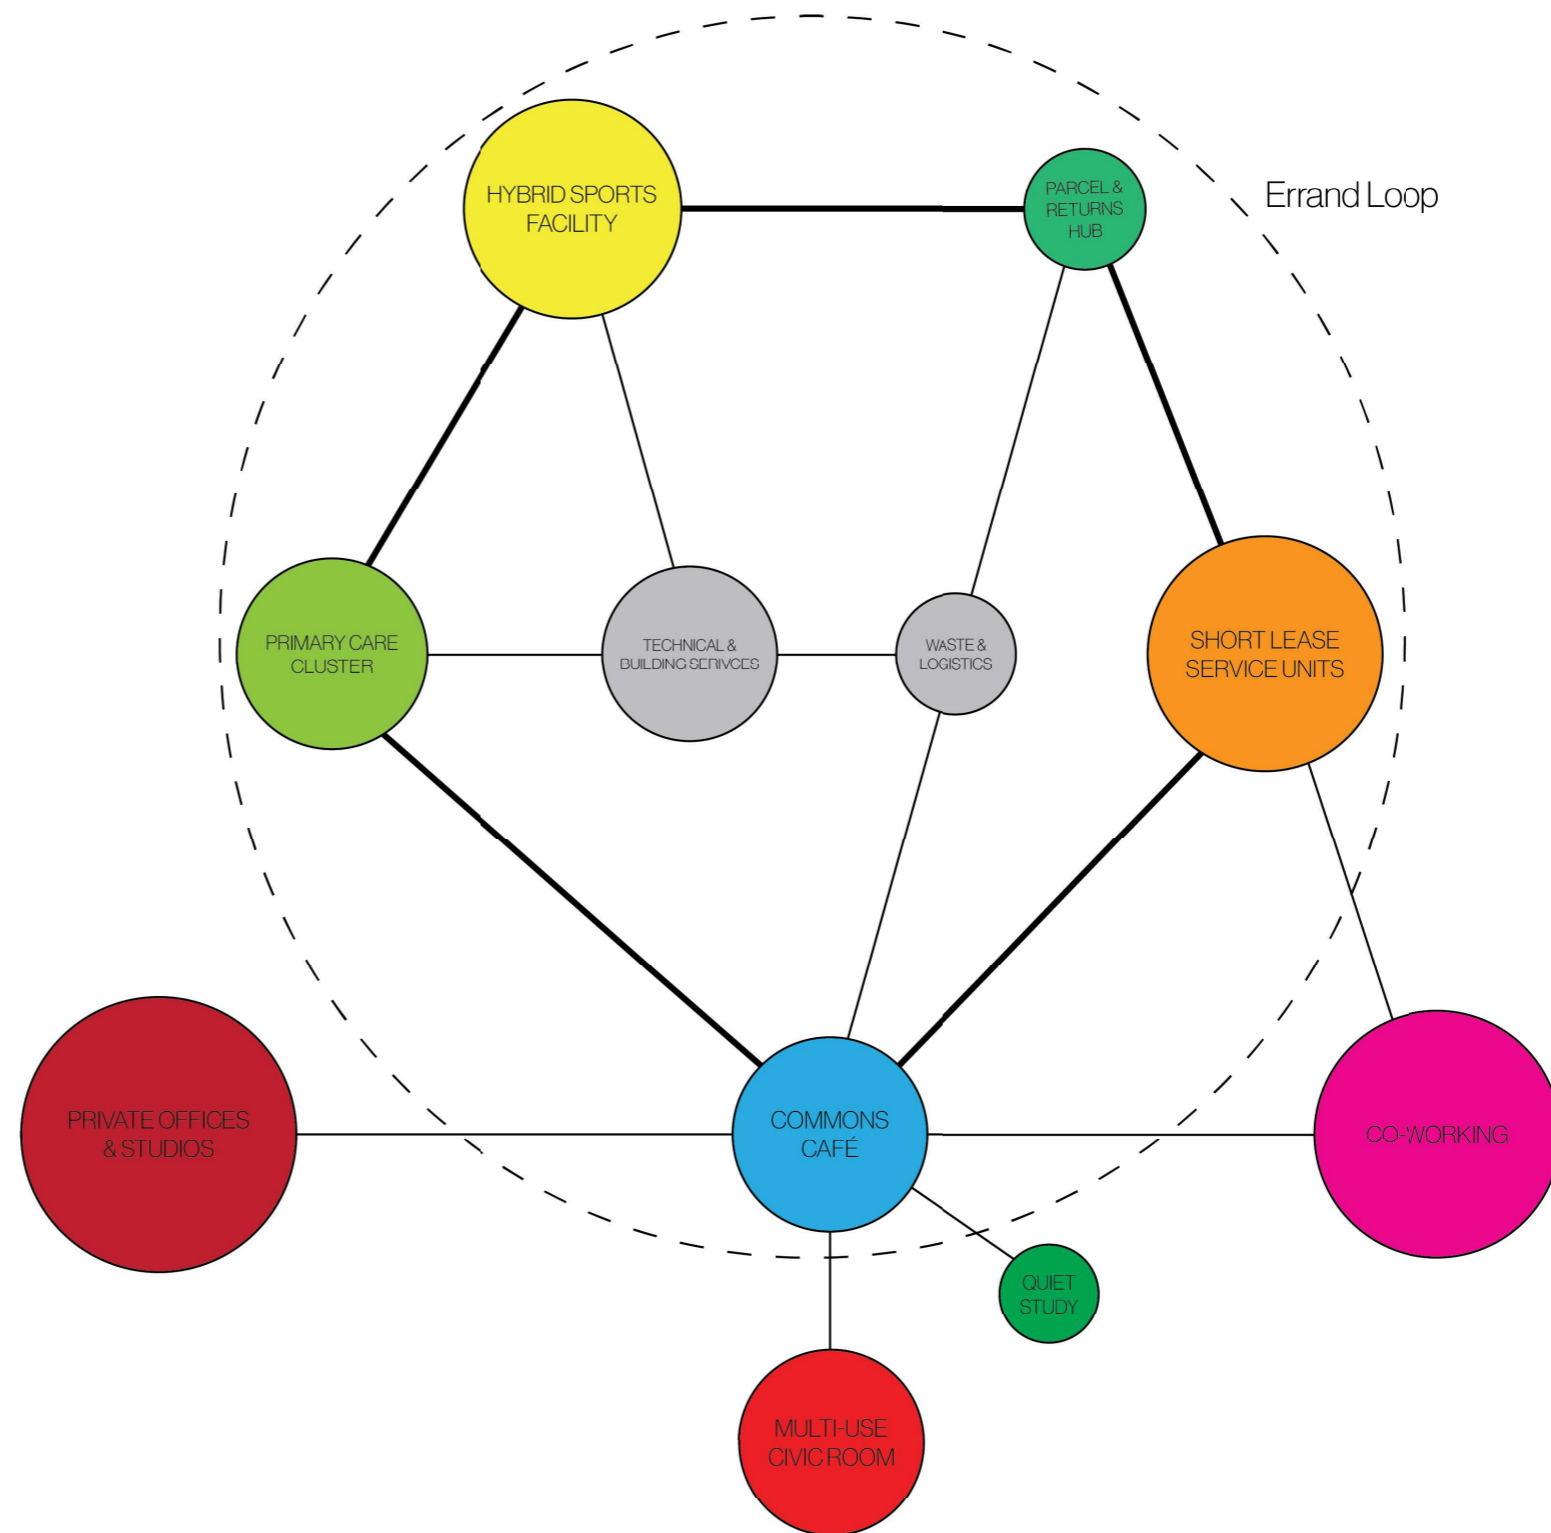 HYBRID SPORTS
FACILITY
PARCEL &
RETURNS
HUB
Errand Loop
PRIMARY CARE
CLUSTER
TECHNICAL &
BUILDING SERIVCES
WASTE &
LOGISTICS
SHORT LEASE
SERVICE UNITS
PRIVATE OFFICES
& STUDIOS
COMMONS
CAFÉ
CO-WORKING
QUIET
STUDY
MULTI-USE
CIVIC ROOM